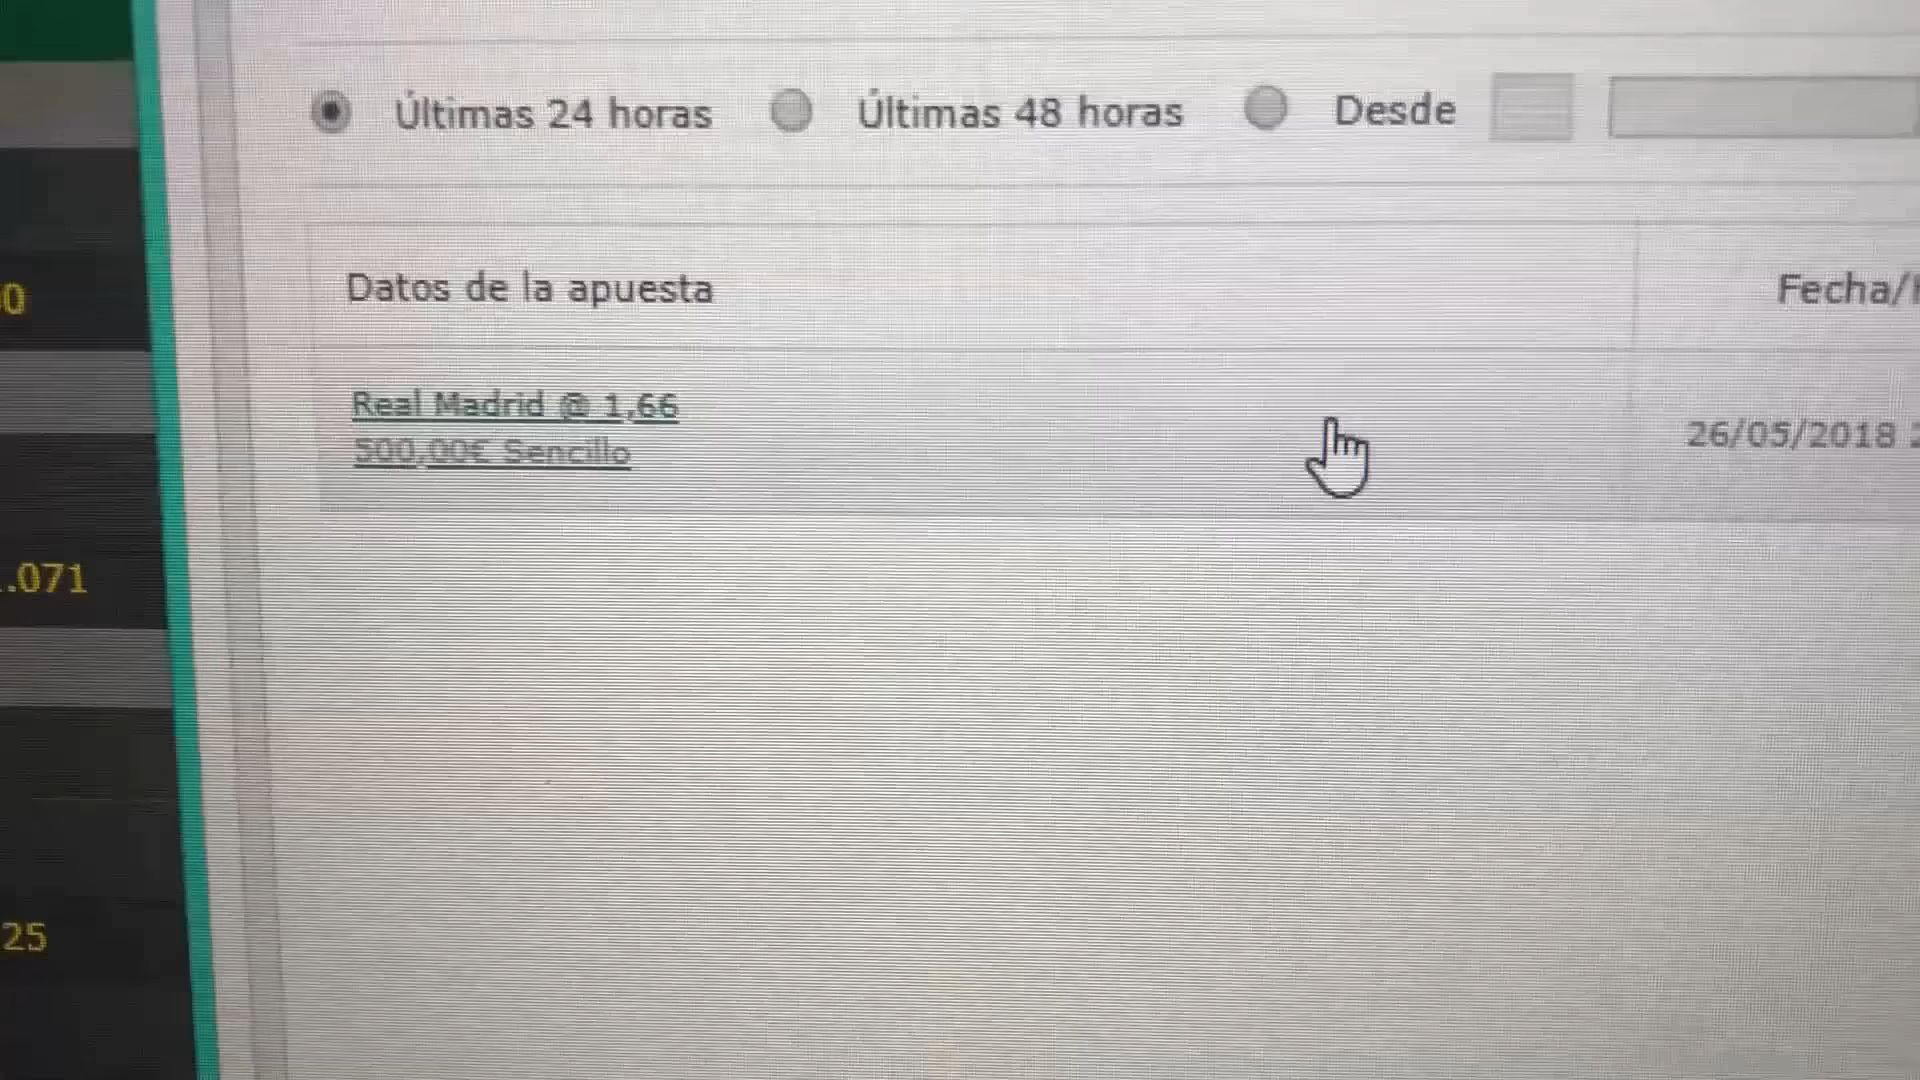 Últimas 24 horas Últimas 48 horas Desde
Datos de la apuesta Fecha/
Real Madrid @ 1,66
500,00€ Sencillo
26/05/2018
0
.071
25